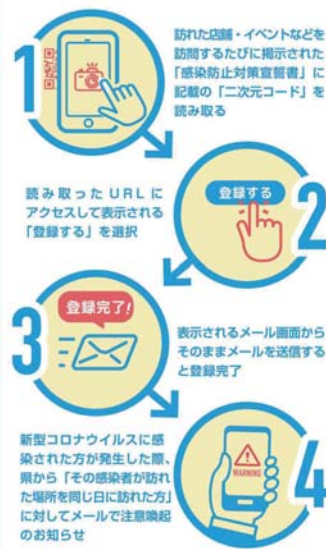 1
訪れた店舗・イベントなどを
訪問するたびに掲示された
「感染防止対策宣誓書」に
記載の「二次元コード」を
読み取る
読み取った URL に
アクセスして表示される
「登録する」を選択
登録する
2
3
登録完了!
表示されるメール画面から
そのままメールを送信する
と登録完了
新型コロナウイルスに感
染された方が発生した際、
県から「その感染者が訪れ
た場所を同じ日に訪れた方」
に対してメールで注意喚起
のお知らせ
WARNING
4